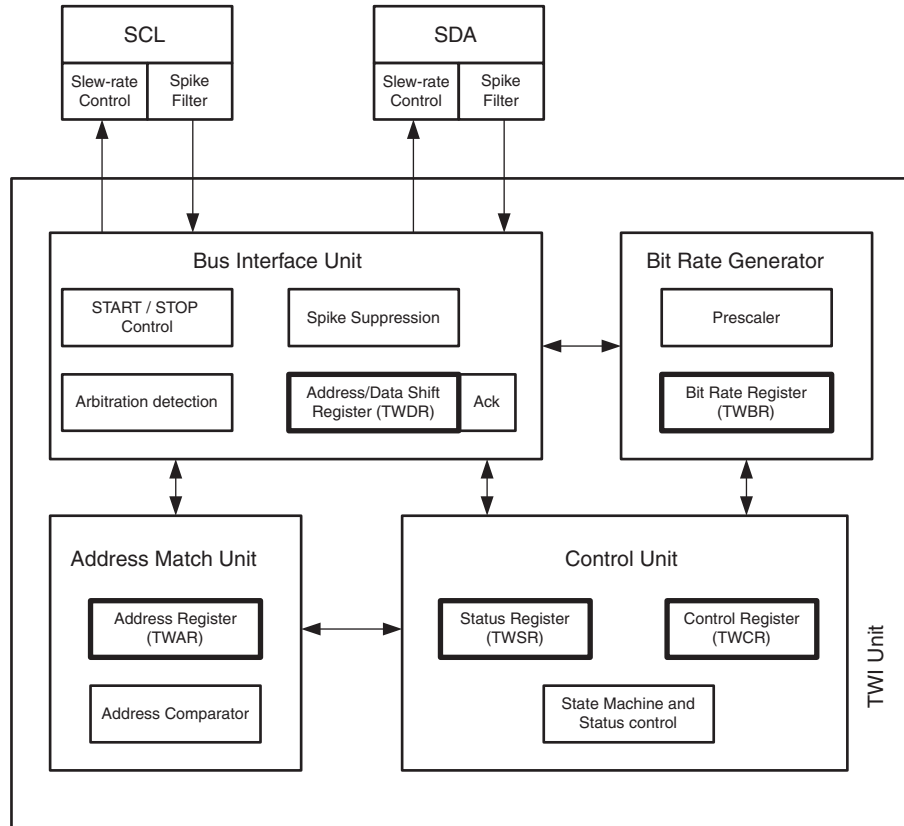 SCL
Slew-rate
Control
Spike
Filter
SDA
Slew-rate
Control
Spike
Filter
Bus Interface Unit
START / STOP
Control
Spike Suppression
Arbitration detection
Address/Data Shift
Register (TWDR)
Ack
Bit Rate Generator
Prescaler
Bit Rate Register
(TWBR)
Address Match Unit
Address Register
(TWAR)
Address Comparator
Control Unit
Status Register
(TWSR)
Control Register
(TWCR)
State Machine and
Status control
TWI Unit